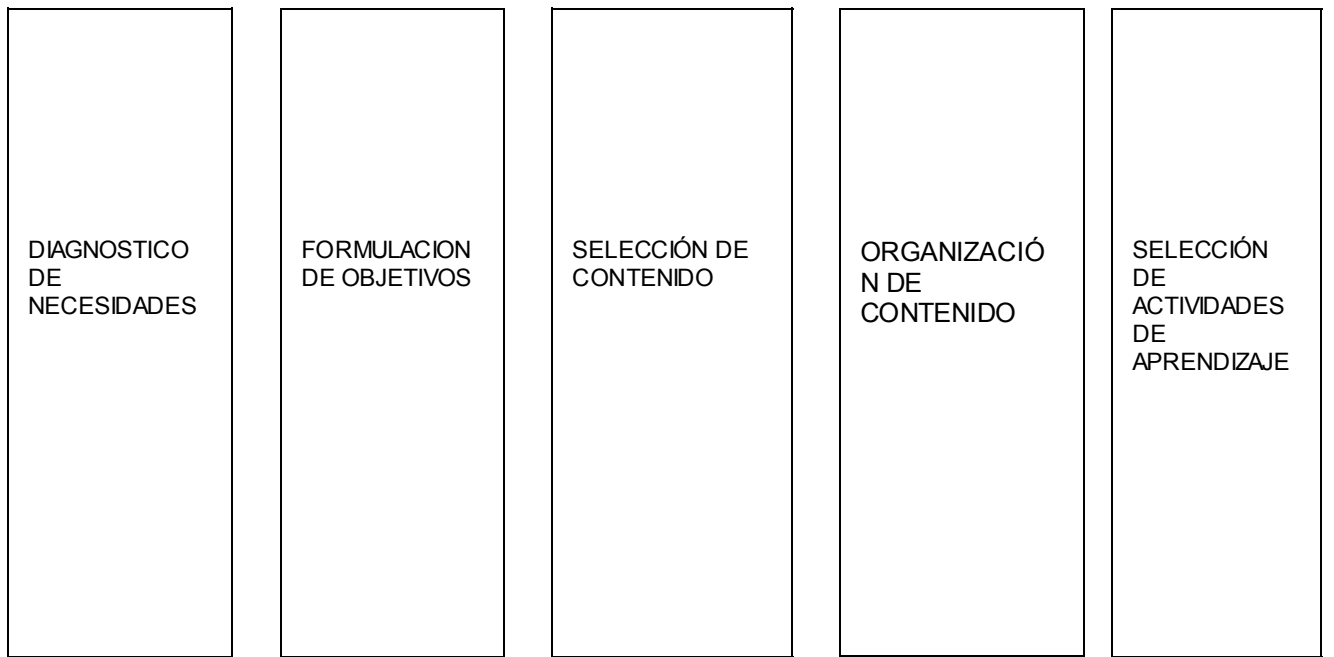 DIAGNOSTICO
DE
NECESIDADES
FORMULACION
DE OBJETIVOS
SELECCIÓN DE
CONTENIDO
ORGANIZACIÓ
N DE
CONTENIDO
SELECCIÓN
DE
ACTIVIDADES
DE
APRENDIZAJE